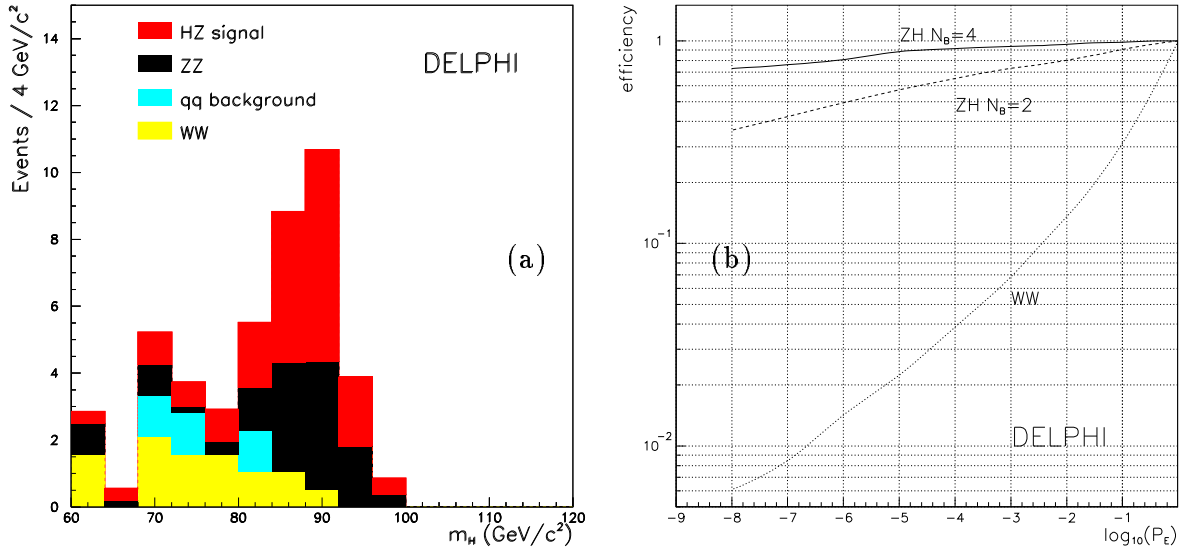 Events / 4 GeV/c²
14
12
10
8
6
4
2
0
HZ signal
ZZ
qq background
WW
DELPHI
(a)
60
70
80
90
100
110
120
m_H (GeV/c²)
efficiency
1
10⁻¹
10⁻²
ZH N_B=4
ZH N_B=2
(b)
WW
DELPHI
-9
-8
-7
-6
-5
-4
-3
-2
-1
0
log₁₀(P_E)